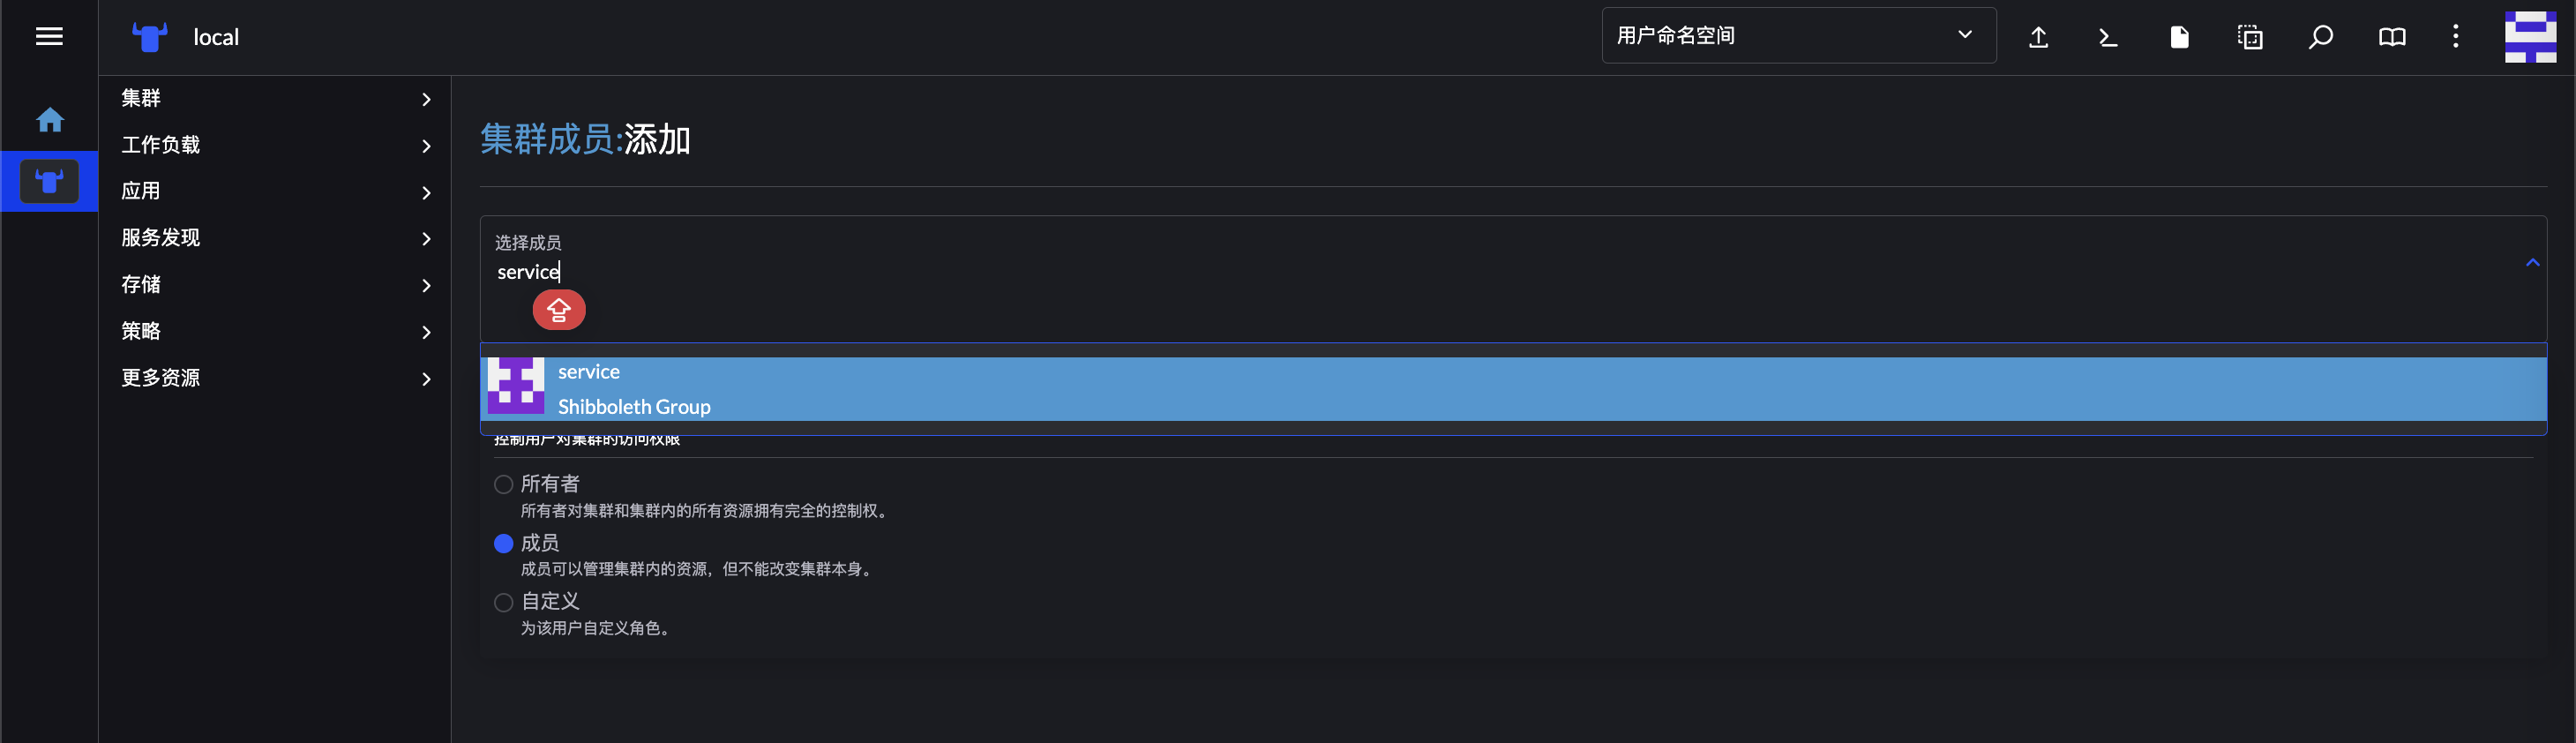 local
用户命名空间
集群
工作负载
应用
服务发现
存储
策略
更多资源
集群成员:添加
选择成员
service
service
Shibboleth Group
控制用户对集群的访问权限
所有者
所有者对集群和集群内的所有资源拥有完全的控制权。
成员
成员可以管理集群内的资源，但不能改变集群本身。
自定义
为该用户自定义角色。